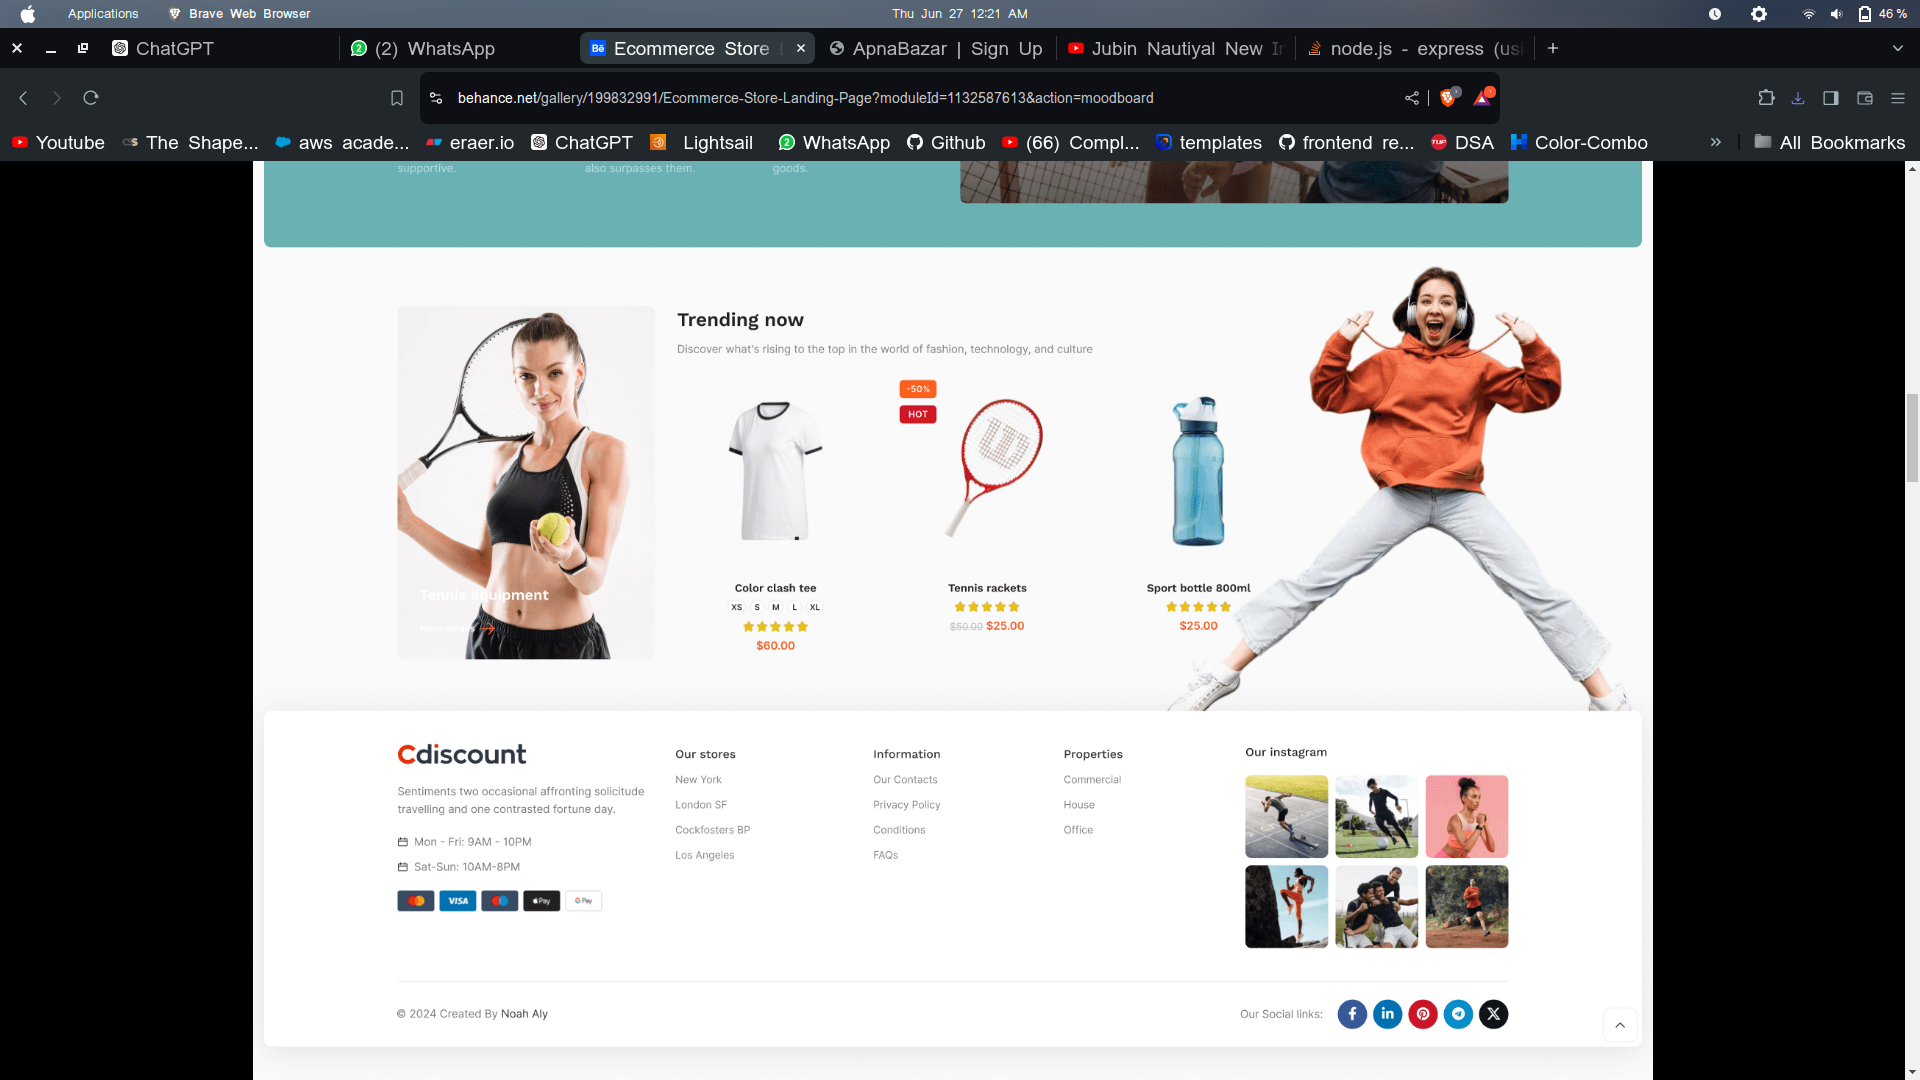 Applications Brave Web Browser Thu Jun 27 12:21 AM 46 %
ChatGPT (2) WhatsApp Ecommerce Store ApnaBazar | Sign Up Jubin Nautiyal New node.js - express (usi
behance.net/gallery/199832991/Ecommerce-Store-Landing-Page?moduleId=1132587613&action=moodboard
Youtube The Shape... aws acade... eraer.io ChatGPT Lightsail WhatsApp Github (66) Compl... templates frontend re... DSA Color-Combo » All Bookmarks
supportive. also surpasses them. goods.
Trending now
Discover what's rising to the top in the world of fashion, technology, and culture
-50%
HOT
Tennis equipment
Color clash tee
XS S M L XL
$60.00
Tennis rackets
$50.00 $25.00
Sport bottle 800ml
$25.00
Cdiscount
Sentiments two occasional affronting solicitude
travelling and one contrasted fortune day.
Mon - Fri: 9AM - 10PM
Sat-Sun: 10AM-8PM
VISA Pay G Pay
Our stores
New York
London SF
Cockfosters BP
Los Angeles
Information
Our Contacts
Privacy Policy
Conditions
FAQs
Properties
Commercial
House
Office
Our instagram
© 2024 Created By Noah Aly
Our Social links: